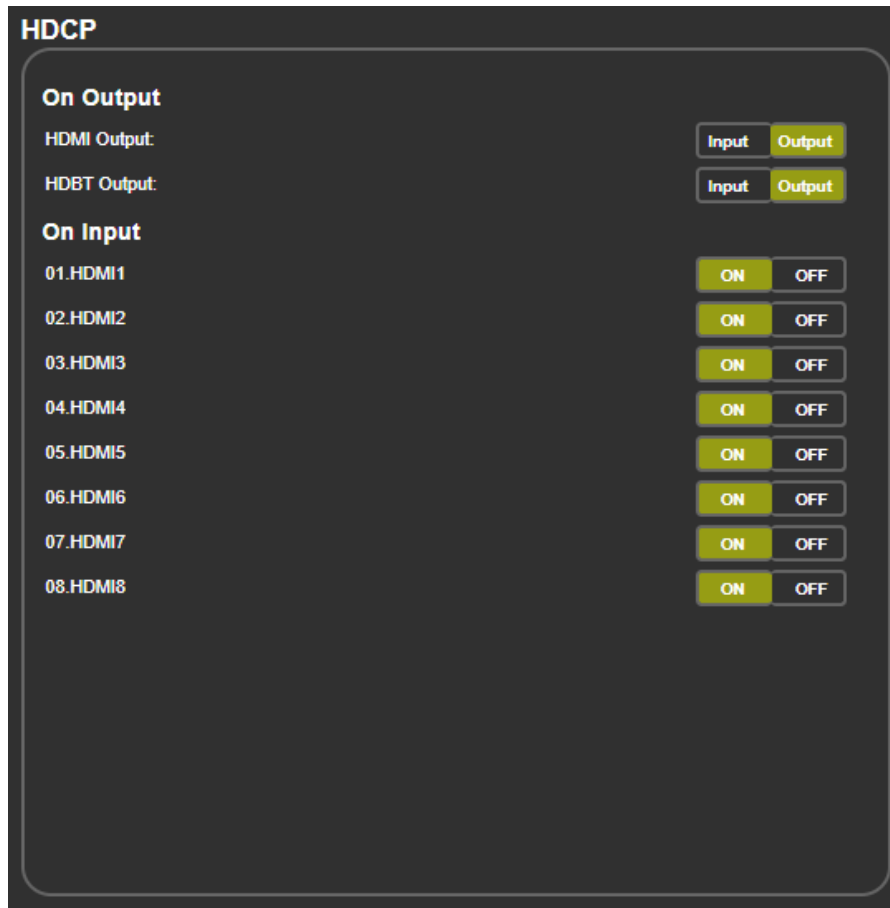 HDCP
On Output
HDMI Output: Input Output
HDBT Output: Input Output
On Input
01.HDMI1 ON OFF
02.HDMI2 ON OFF
03.HDMI3 ON OFF
04.HDMI4 ON OFF
05.HDMI5 ON OFF
06.HDMI6 ON OFF
07.HDMI7 ON OFF
08.HDMI8 ON OFF